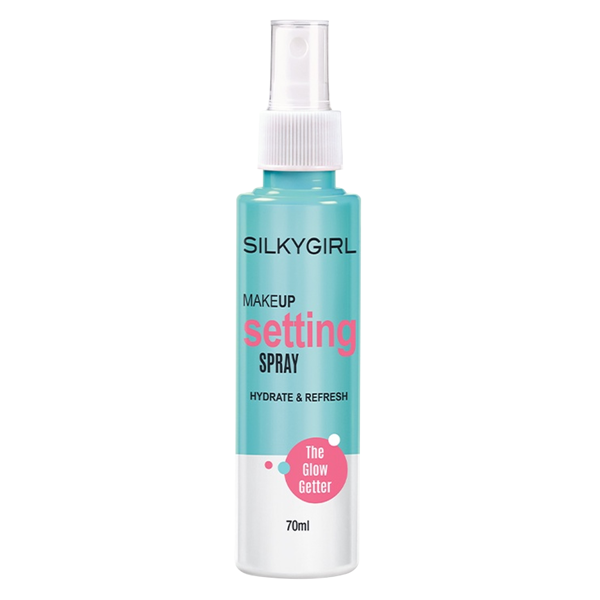 SILKYGIRL
MAKEUP
setting
SPRAY
HYDRATE & REFRESH
The
Glow
Getter
70ml